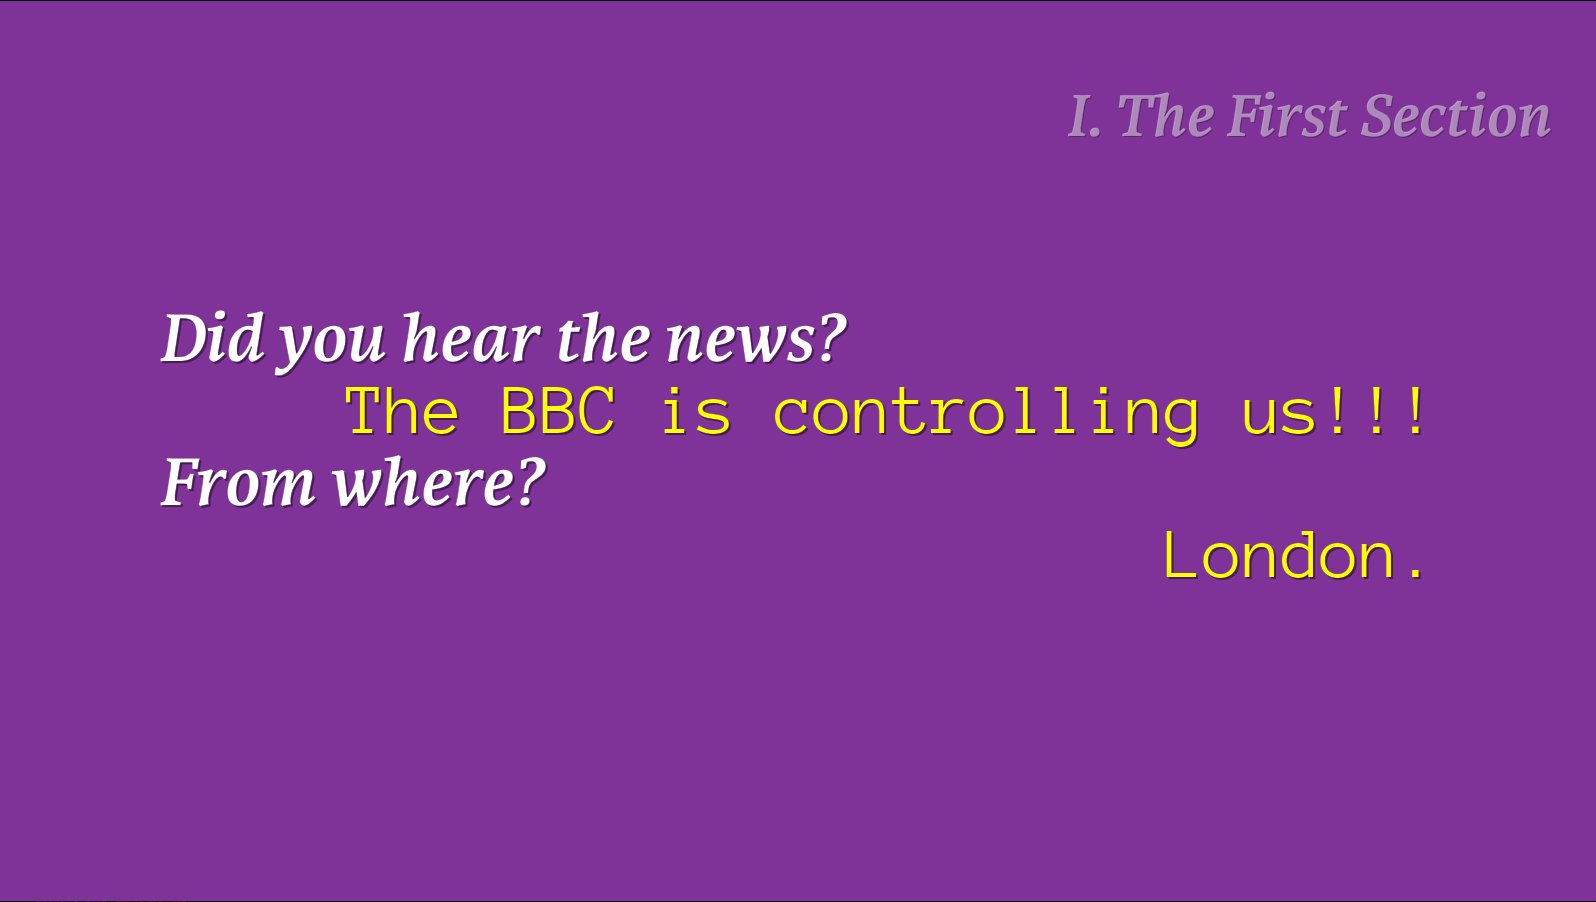 I. The First Section
Did you hear the news?
The BBC is controlling us!!!
From where?
London.